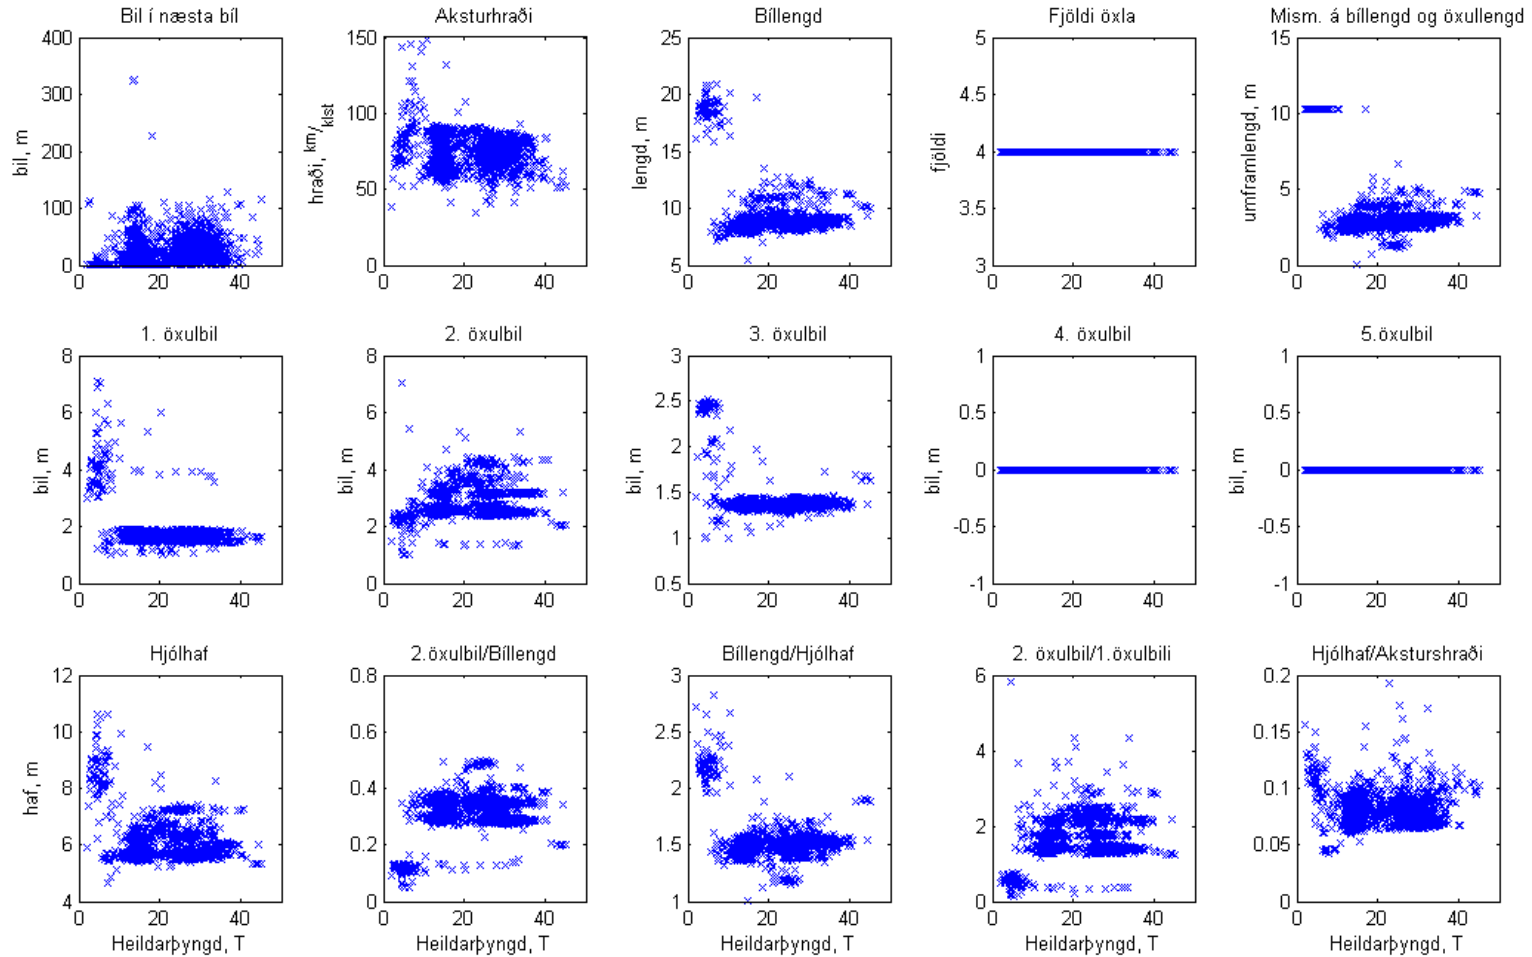 Bil í næsta bíl
Aksturhraði
Bíllengd
Fjöldi öxla
Mism. á bíllengd og öxullengd
400
300
200
100
0
bil, m
0 20 40
150
100
50
0
hraði, km/klst
0 20 40
25
20
15
10
5
lengd, m
0 20 40
5
4.5
4
3.5
3
fjöldi
0 20 40
15
10
5
0
umframlengd, m
0 20 40
1. öxulbil
2. öxulbil
3. öxulbil
4. öxulbil
5.öxulbil
8
6
4
2
0
bil, m
0 20 40
8
6
4
2
0
bil, m
0 20 40
3
2.5
2
1.5
1
0.5
bil, m
0 20 40
1
0.5
0
-0.5
-1
bil, m
0 20 40
1
0.5
0
-0.5
-1
bil, m
0 20 40
Hjólhaf
2.öxulbil/Bíllengd
Bíllengd/Hjólhaf
2. öxulbil/1.öxulbili
Hjólhaf/Aksturshraði
12
10
8
6
4
haf, m
0 20 40
Heildarþyngd, T
0.8
0.6
0.4
0.2
0
0 20 40
Heildarþyngd, T
3
2.5
2
1.5
1
0 20 40
Heildarþyngd, T
6
4
2
0
0 20 40
Heildarþyngd, T
0.2
0.15
0.1
0.05
0
0 20 40
Heildarþyngd, T